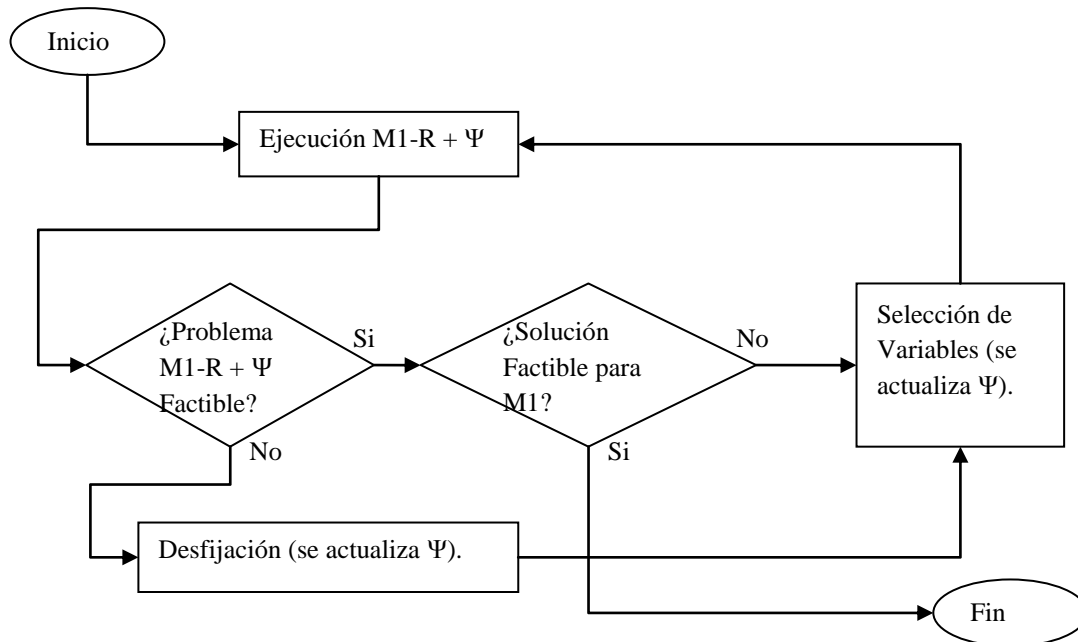 Inicio
Ejecución M1-R + Ψ
¿Problema
M1-R + Ψ
Factible?
Si
No
¿Solución
Factible para
M1?
No
Si
Selección de
Variables (se
actualiza Ψ).
Desfijación (se actualiza Ψ).
Fin